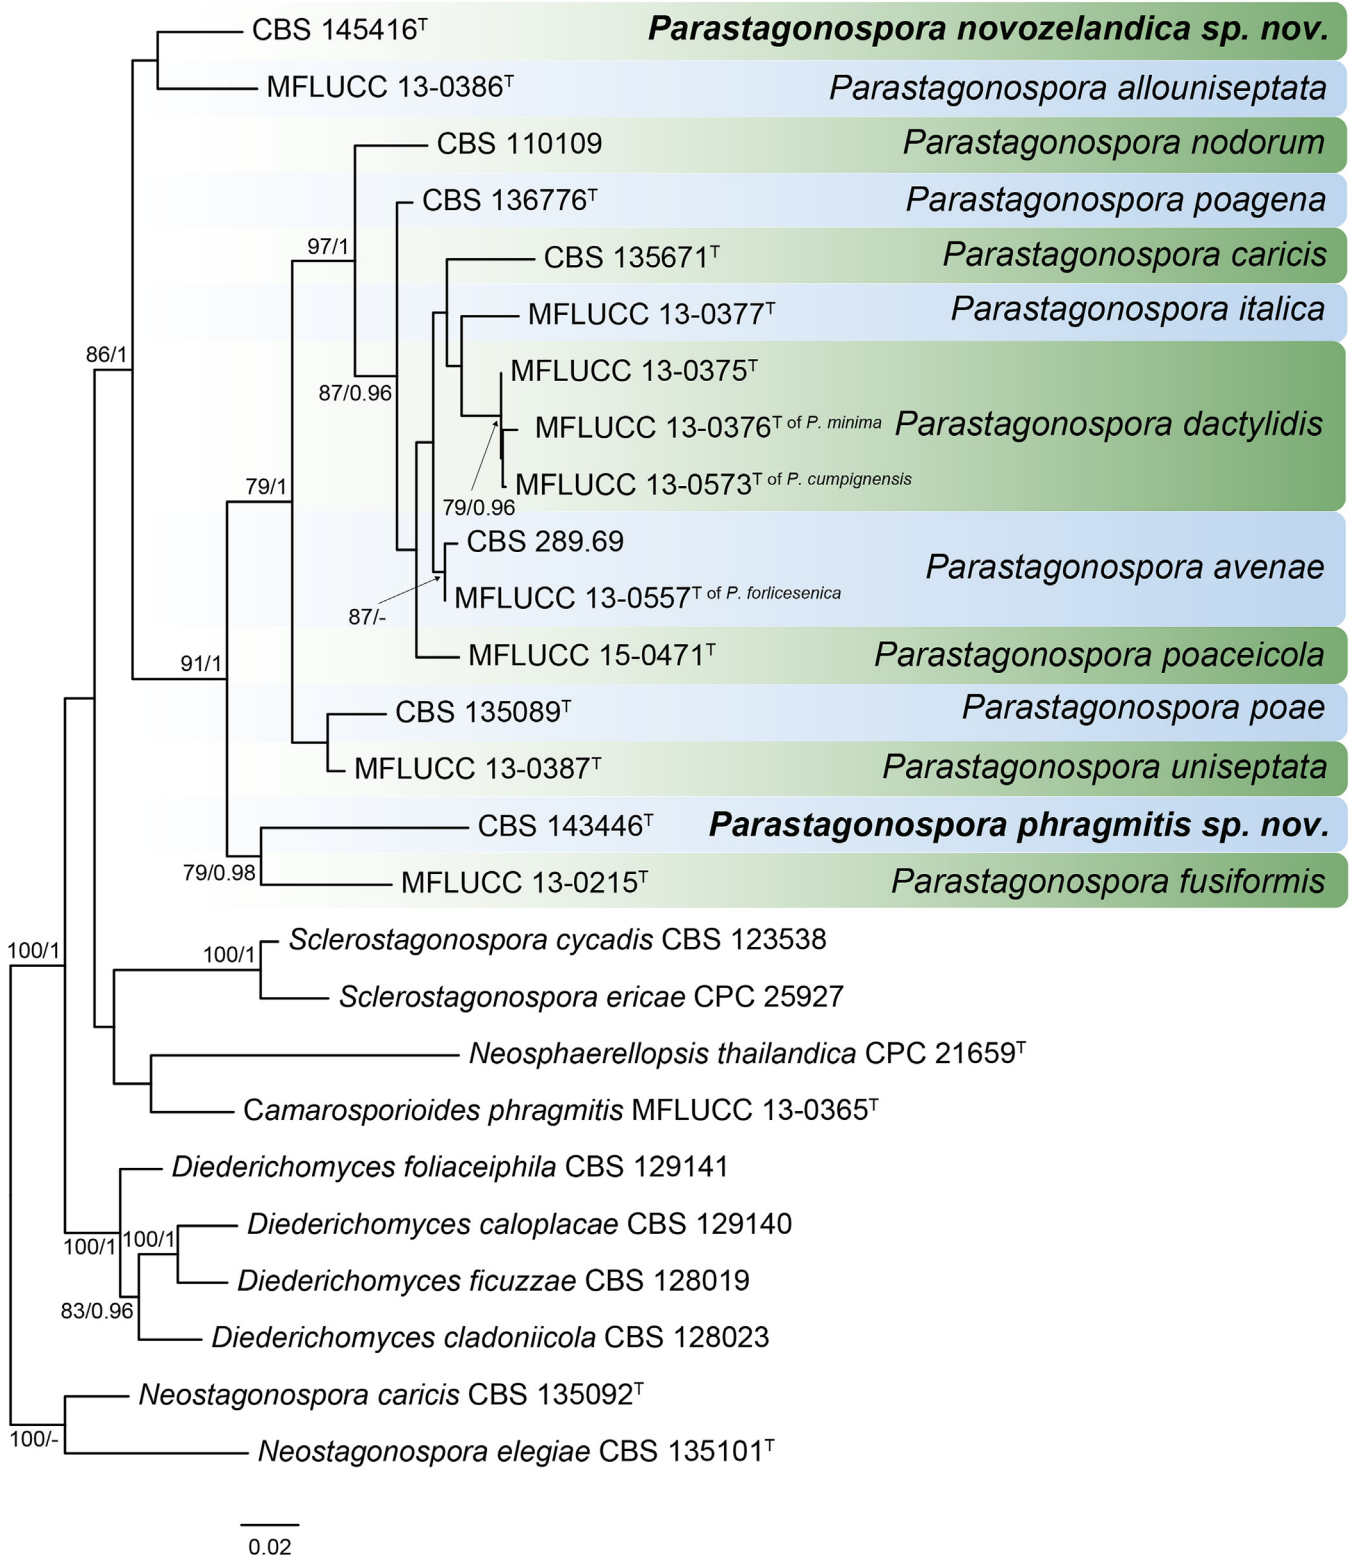 CBS 145416T Parastagonospora novozelandica sp. nov.
MFLUCC 13-0386T Parastagonospora allouniseptata
CBS 110109 Parastagonospora nodorum
CBS 136776T Parastagonospora poagena
97/1
CBS 135671T Parastagonospora caricis
MFLUCC 13-0377T Parastagonospora italica
86/1
MFLUCC 13-0375T
87/0.96
MFLUCC 13-0376T of P. minima Parastagonospora dactylidis
79/1
MFLUCC 13-0573T of P. cumpignensis
79/0.96
CBS 289.69
Parastagonospora avenae
MFLUCC 13-0557T of P. forlicesenica
87/-
91/1
MFLUCC 15-0471T Parastagonospora poaceicola
CBS 135089T Parastagonospora poae
MFLUCC 13-0387T Parastagonospora uniseptata
CBS 143446T Parastagonospora phragmitis sp. nov.
79/0.98
MFLUCC 13-0215T Parastagonospora fusiformis
100/1
100/1
Sclerostagonospora cycadis CBS 123538
Sclerostagonospora ericae CPC 25927
Neosphaerellopsis thailandica CPC 21659T
Camarosporioides phragmitis MFLUCC 13-0365T
Diederichomyces foliaceiphila CBS 129141
100/1
100/1
Diederichomyces caloplacae CBS 129140
Diederichomyces ficuzzae CBS 128019
83/0.96
Diederichomyces cladoniicola CBS 128023
Neostagonospora caricis CBS 135092T
100/-
Neostagonospora elegiae CBS 135101T
0.02